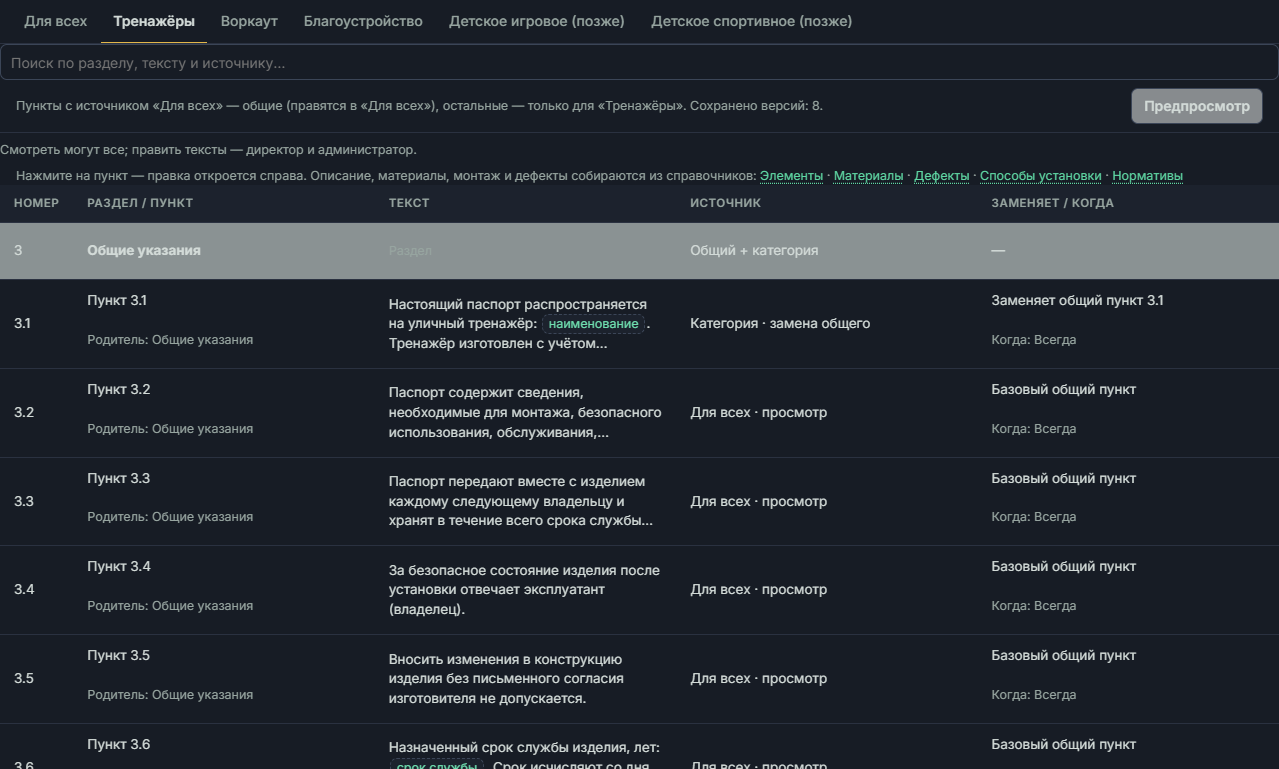 Для всех Тренажёры Воркаут Благоустройство Детское игровое (позже) Детское спортивное (позже)
Поиск по разделу, тексту и источнику...
Пункты с источником «Для всех» — общие (правятся в «Для всех»), остальные — только для «Тренажёры». Сохранено версий: 8.
Предпросмотр
Смотреть могут все; править тексты — директор и администратор.
Нажмите на пункт — правка откроется справа. Описание, материалы, монтаж и дефекты собираются из справочников: Элементы · Материалы · Дефекты · Способы установки · Нормативы
НОМЕР РАЗДЕЛ / ПУНКТ ТЕКСТ ИСТОЧНИК ЗАМЕНЯЕТ / КОГДА
3 Общие указания Раздел Общий + категория —
3.1
Пункт 3.1
Родитель: Общие указания
Настоящий паспорт распространяется
на уличный тренажёр: наименование .
Тренажёр изготовлен с учётом...
Категория · замена общего
Заменяет общий пункт 3.1
Когда: Всегда
3.2
Пункт 3.2
Родитель: Общие указания
Паспорт содержит сведения,
необходимые для монтажа, безопасного
использования, обслуживания,...
Для всех · просмотр
Базовый общий пункт
Когда: Всегда
3.3
Пункт 3.3
Родитель: Общие указания
Паспорт передают вместе с изделием
каждому следующему владельцу и
хранят в течение всего срока службы...
Для всех · просмотр
Базовый общий пункт
Когда: Всегда
3.4
Пункт 3.4
Родитель: Общие указания
За безопасное состояние изделия после
установки отвечает эксплуатант
(владелец).
Для всех · просмотр
Базовый общий пункт
Когда: Всегда
3.5
Пункт 3.5
Родитель: Общие указания
Вносить изменения в конструкцию
изделия без письменного согласия
изготовителя не допускается.
Для всех · просмотр
Базовый общий пункт
Когда: Всегда
3.6
Пункт 3.6
Назначенный срок службы изделия, лет:
срок службы . Срок исчисляют со дня
Для всех · просмотр
Базовый общий пункт